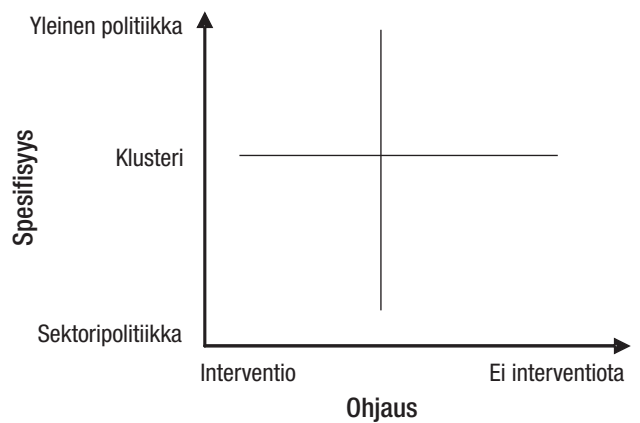 Yleinen politiikka
Spesifisyys
Klusteri
Sektoripolitiikka
Interventio
Ei interventiota
Ohjaus